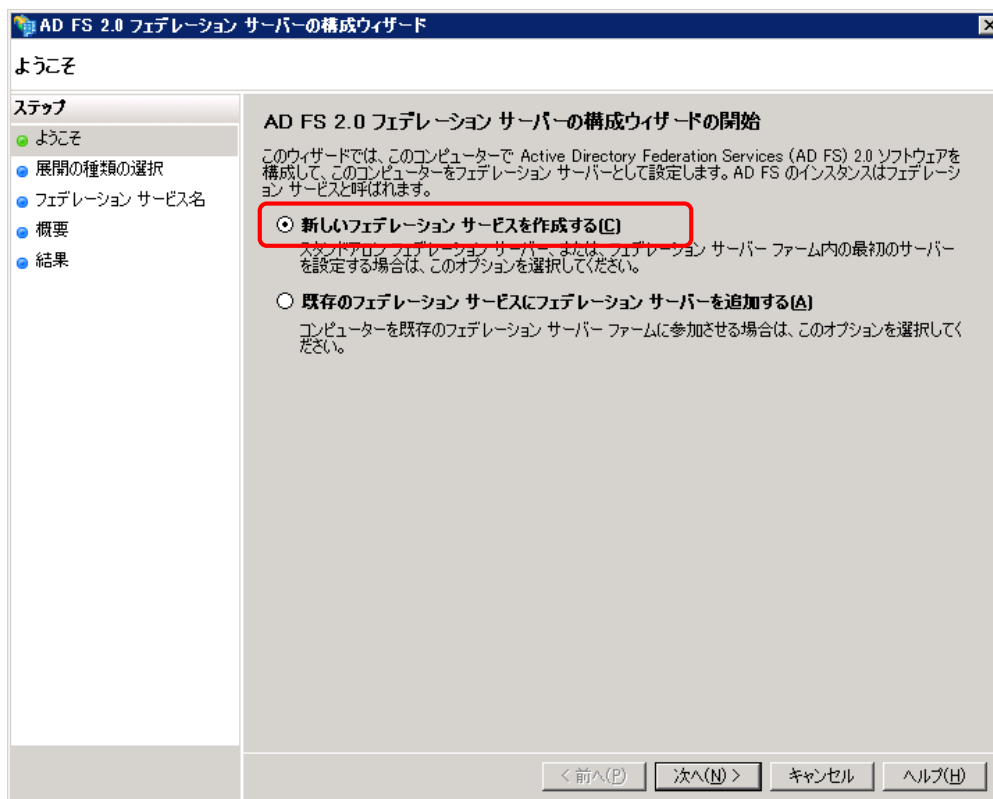 AD FS 2.0 フェデレーション サーバーの構成ウィザード
ようこそ
ステップ
ようこそ
展開の種類の選択
フェデレーション サービス名
概要
結果
AD FS 2.0 フェデレーション サーバーの構成ウィザードの開始
このウィザードでは、このコンピューターで Active Directory Federation Services (AD FS) 2.0 ソフトウェアを
構成して、このコンピューターをフェデレーション サーバーとして設定します。AD FS のインスタンスはフェデレーシ
ョン サービスと呼ばれます。
新しいフェデレーション サービスを作成する(C)
スタンドアロン フェデレーション サーバー、または、フェデレーション サーバー ファーム内の最初のサーバー
を設定する場合は、このオプションを選択してください。
既存のフェデレーション サービスにフェデレーション サーバーを追加する(A)
コンピューターを既存のフェデレーション サーバー ファームに参加させる場合は、このオプションを選択してく
ださい。
< 前へ(P)
次へ(N) >
キャンセル
ヘルプ(H)